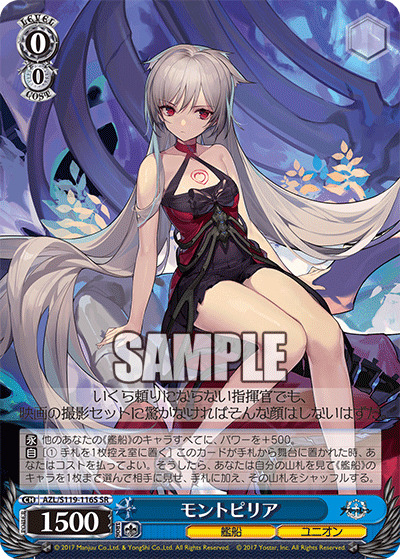 LEVEL
0
0
COST
SAMPLE
いくら頼りにならない指揮官でも、
映画の撮影セットに驚かなければそんな顔はしないはず…
永 他のあなたの《艦船》のキャラすべてに、パワーを＋500。
自 ［手札を1枚控え室に置く］ このカードが手札から舞台に置かれた時、あ
なたはコストを払ってよい。そうしたら、あなたは自分の山札を見て《艦船》の
キャラを1枚まで選んで相手に見せ、手札に加え、その山札をシャッフルする。
CH AZL/S119-116S SR
1500
モントピリア
艦船 ユニオン
© 2017 Manjuu Co.,Ltd. & YongShi Co.,Ltd. All Rights Reserved. © 2017 Yostar, Inc. All Rights Reserved.